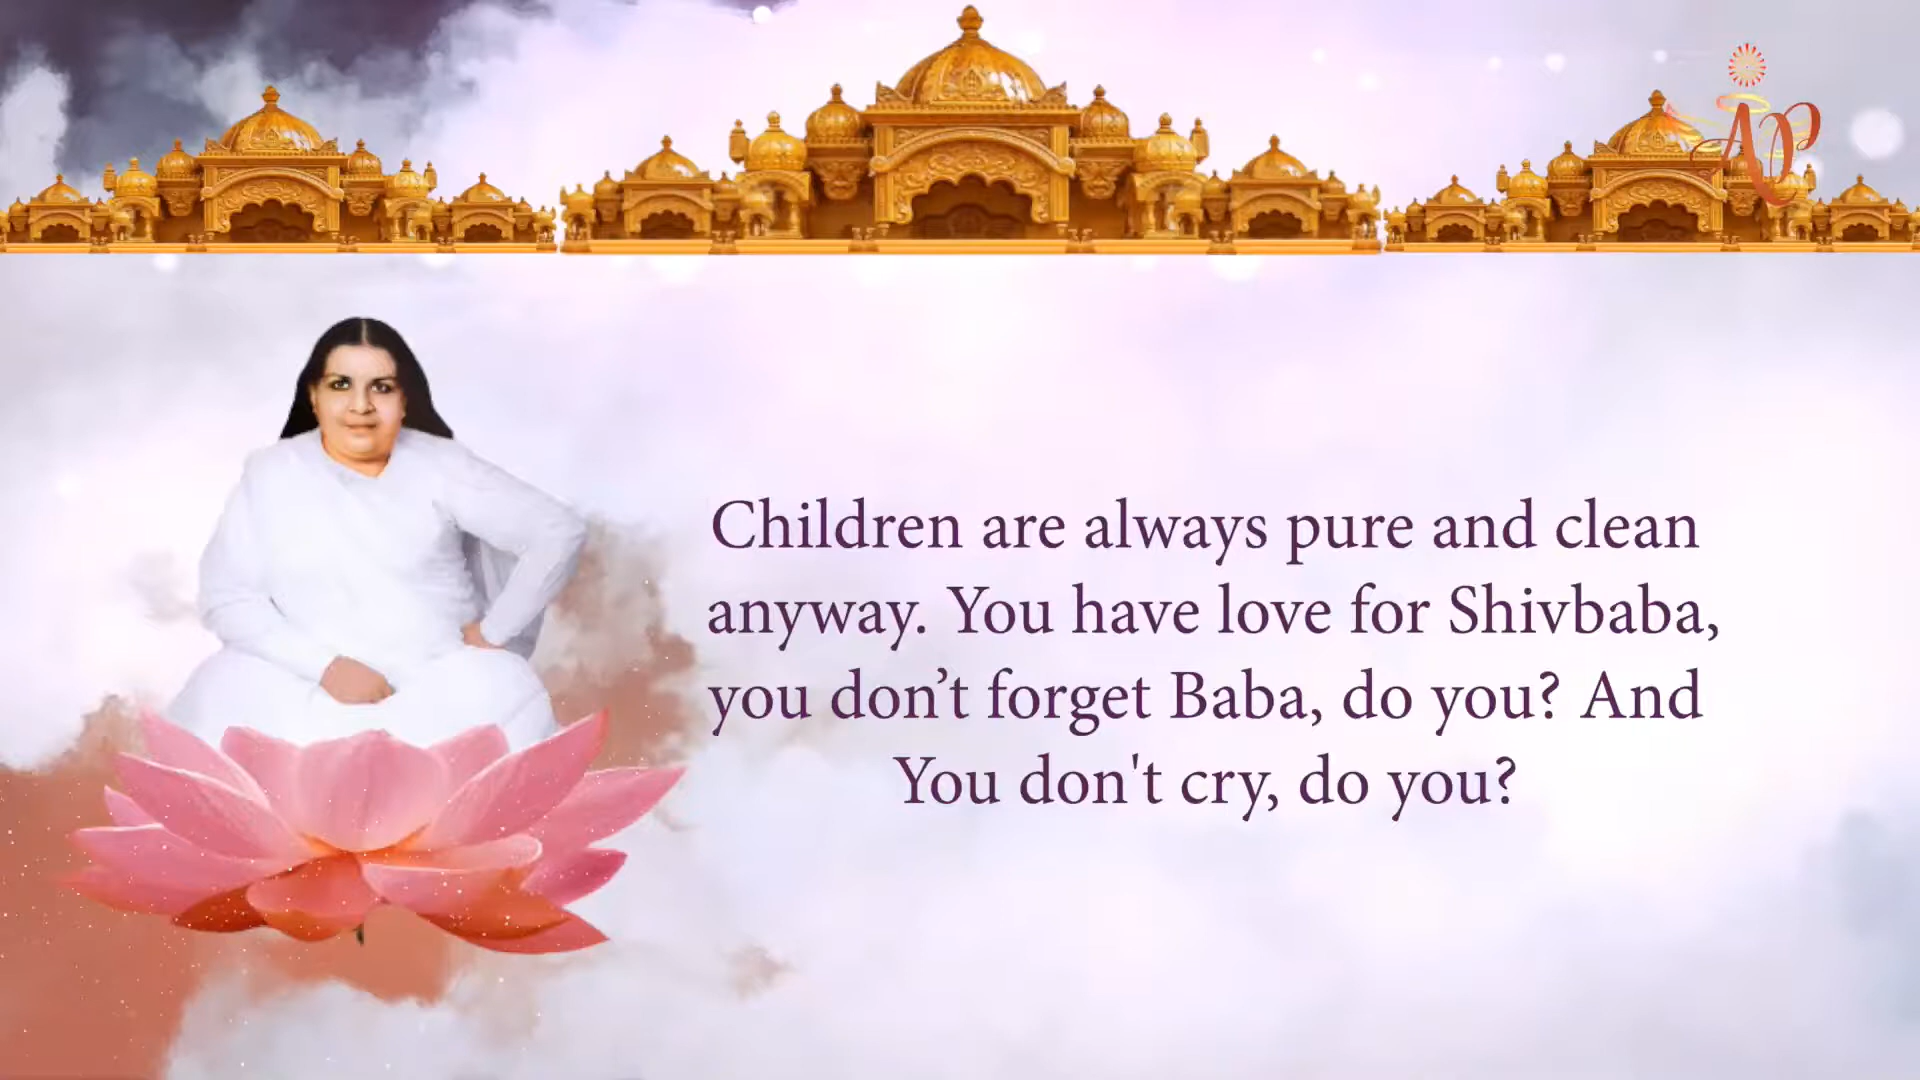 AP
Children are always pure and clean
anyway. You have love for Shivbaba,
you don’t forget Baba, do you? And
You don't cry, do you?